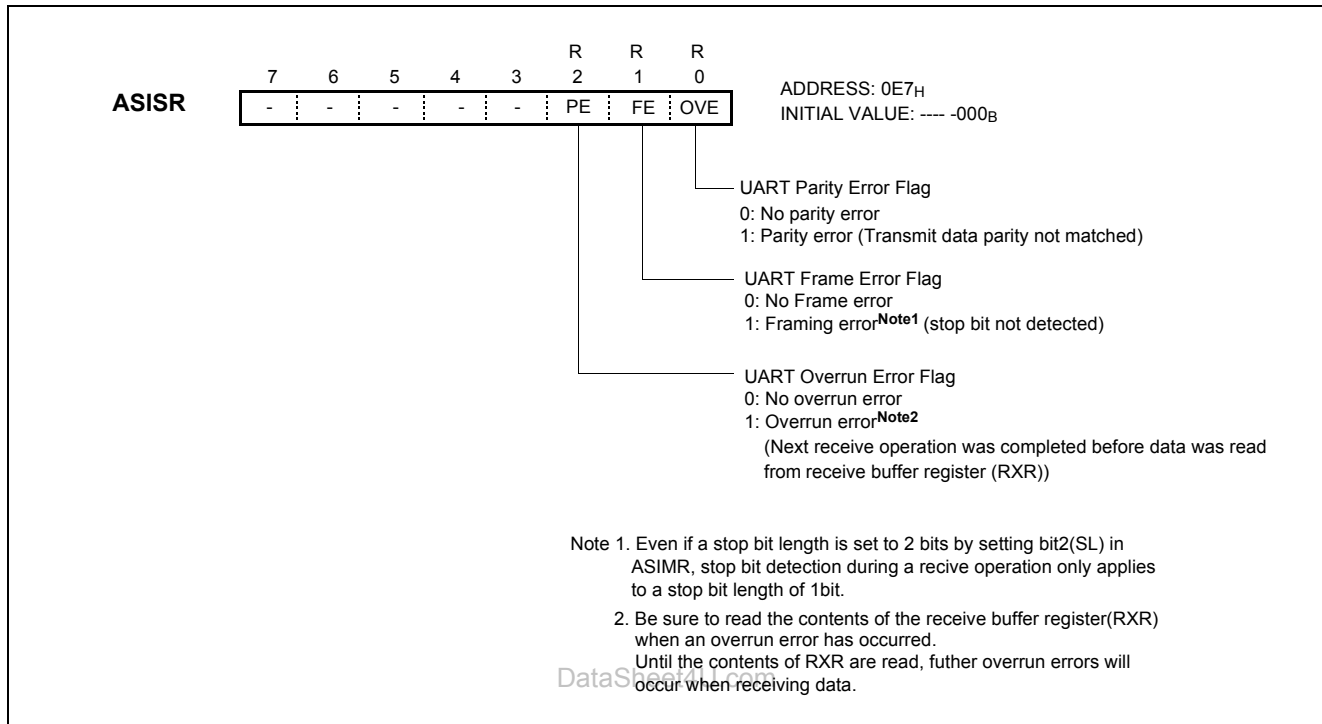 R R R
7 6 5 4 3 2 1 0
ASISR
- - - - - PE FE OVE
ADDRESS: 0E7H
INITIAL VALUE: ---- -000B
UART Parity Error Flag
0: No parity error
1: Parity error (Transmit data parity not matched)
UART Frame Error Flag
0: No Frame error
1: Framing errorNote1 (stop bit not detected)
UART Overrun Error Flag
0: No overrun error
1: Overrun errorNote2
(Next receive operation was completed before data was read
from receive buffer register (RXR))
Note 1. Even if a stop bit length is set to 2 bits by setting bit2(SL) in
ASIMR, stop bit detection during a recive operation only applies
to a stop bit length of 1bit.
2. Be sure to read the contents of the receive buffer register(RXR)
when an overrun error has occurred.
Until the contents of RXR are read, futher overrun errors will
occur when receiving data.
DataSheet4U.com